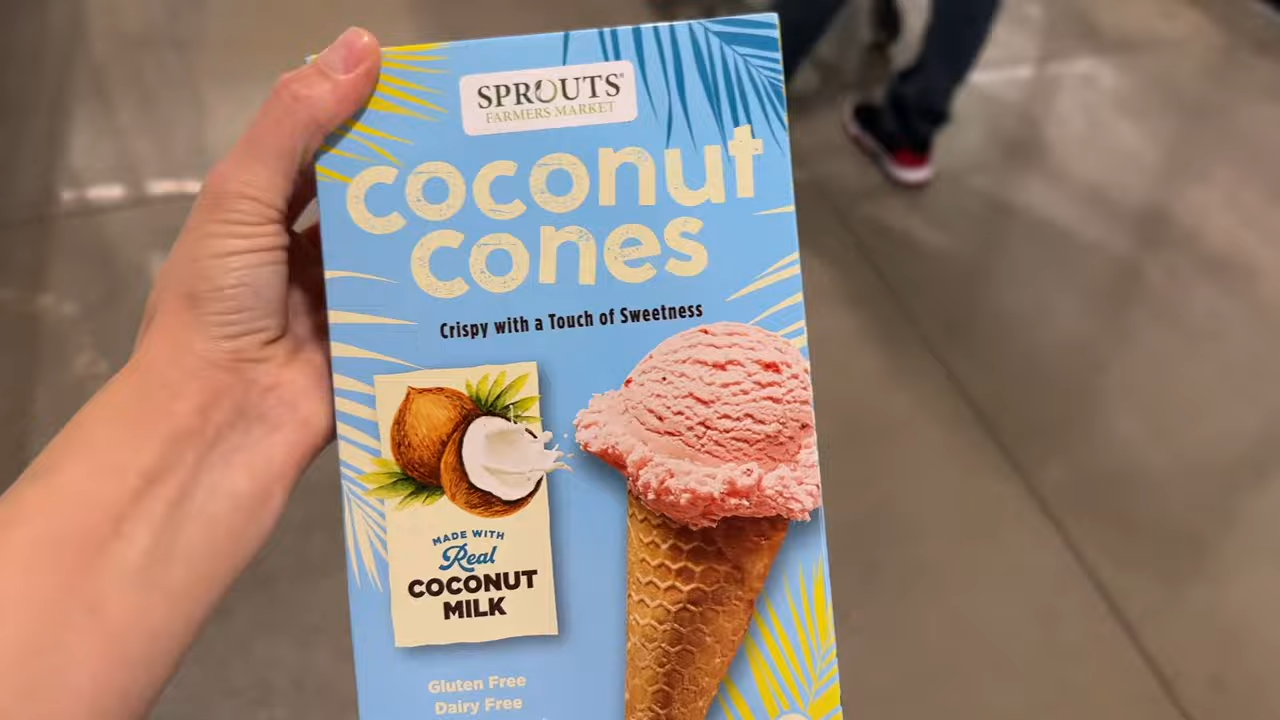 SPROUTS®
FARMERS MARKET
coconut
cones
Crispy with a Touch of Sweetness
MADE WITH
Real
COCONUT
MILK
Gluten Free
Dairy Free